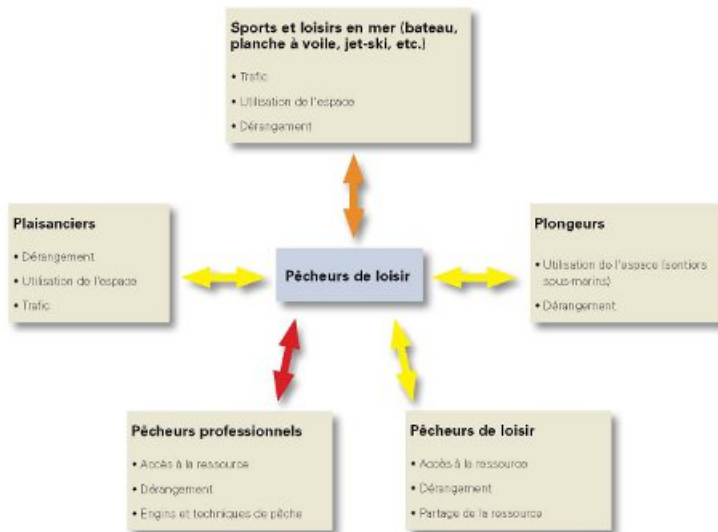 Sports et loisirs en mer (bateau,
planche à voile, jet-ski, etc.)
• Trafic
• Utilisation de l'espace
• Dérangement
Plaisanciers
• Dérangement
• Utilisation de l'espace
• Trafic
Pêcheurs de loisir
Plongeurs
• Utilisation de l'espace (sentiers
sous-marins)
• Dérangement
Pêcheurs professionnels
• Accès à la ressource
• Dérangement
• Engins et techniques de pêche
Pêcheurs de loisir
• Accès à la ressource
• Dérangement
• Partage de la ressource